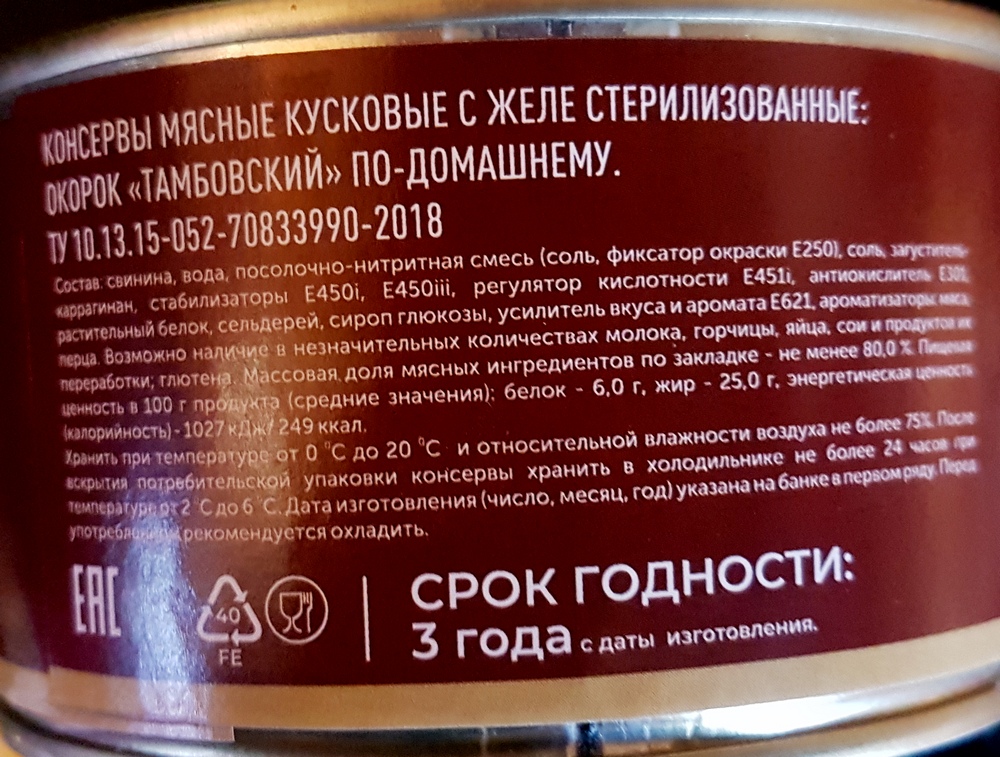 КОНСЕРВЫ МЯСНЫЕ КУСКОВЫЕ С ЖЕЛЕ СТЕРИЛИЗОВАННЫЕ:
ОКОРОК «ТАМБОВСКИЙ» ПО-ДОМАШНЕМУ.
ТУ 10.13.15-052-70833990-2018
Состав: свинина, вода, посолочно-нитритная смесь (соль, фиксатор окраски Е250), соль, загуститель-
каррагинан, стабилизаторы Е450i, Е450iii, регулятор кислотности Е451i, антиокислитель Е301,
растительный белок, сельдерей, сироп глюкозы, усилитель вкуса и аромата Е621, ароматизаторы мяса,
перца. Возможно наличие в незначительных количествах молока, горчицы, яйца, сои и продуктов их
переработки; глютена. Массовая доля мясных ингредиентов по закладке - не менее 80,0 %. Пищевая
ценность в 100 г продукта (средние значения): белок - 6,0 г, жир - 25,0 г, энергетическая ценность
(калорийность) - 1027 кДж/ 249 ккал.
Хранить при температуре от 0 °С до 20 °С и относительной влажности воздуха не более 75%. После
вскрытия потребительской упаковки консервы хранить в холодильнике не более 24 часов при
температуре от 2 °С до 6 °С. Дата изготовления (число, месяц, год) указана на банке в первом ряду. Перед
употреблением рекомендуется охладить.
ЕАС
40
FE
СРОК ГОДНОСТИ:
3 года с даты изготовления.